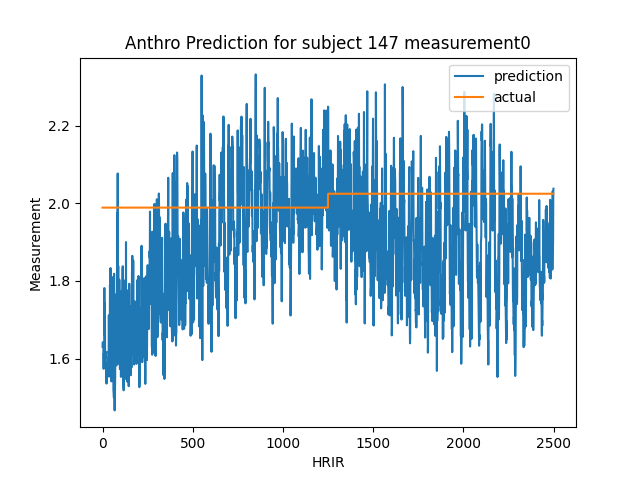 Anthro Prediction for subject 147 measurement0
prediction
actual
2.2
2.0
1.8
1.6
Measurement
0 500 1000 1500 2000 2500
HRIR